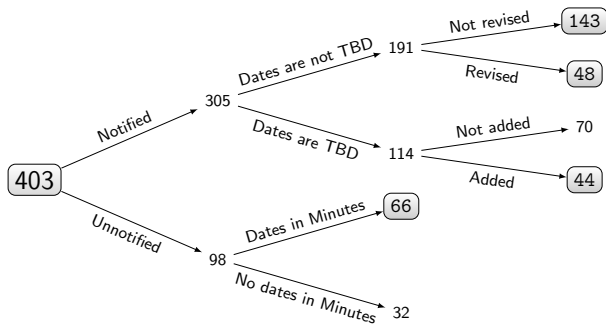 Not revised
143
Dates are not TBD
191
Revised
48
Notified
305
Dates are TBD
Not added
70
114
Added
44
403
Unnotified
Dates in Minutes
66
98
No dates in Minutes
32